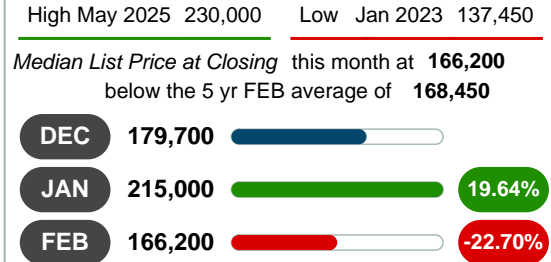 High May 2025 230,000 Low Jan 2023 137,450
Median List Price at Closing this month at 166,200
below the 5 yr FEB average of 168,450
DEC 179,700
JAN 215,000 19.64%
FEB 166,200 -22.70%